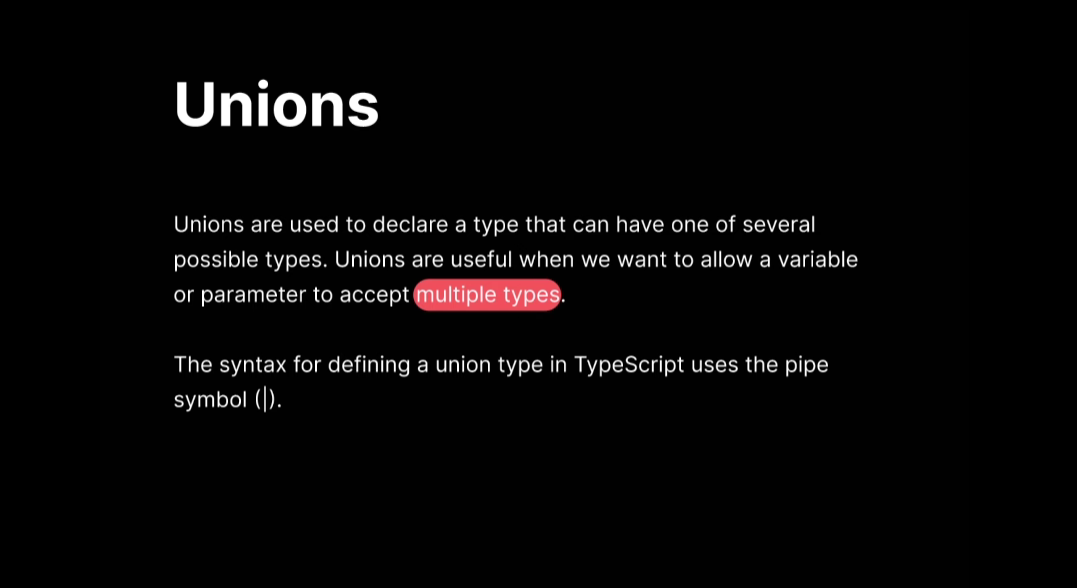 Unions
Unions are used to declare a type that can have one of several
possible types. Unions are useful when we want to allow a variable
or parameter to accept multiple types.
The syntax for defining a union type in TypeScript uses the pipe
symbol (|).